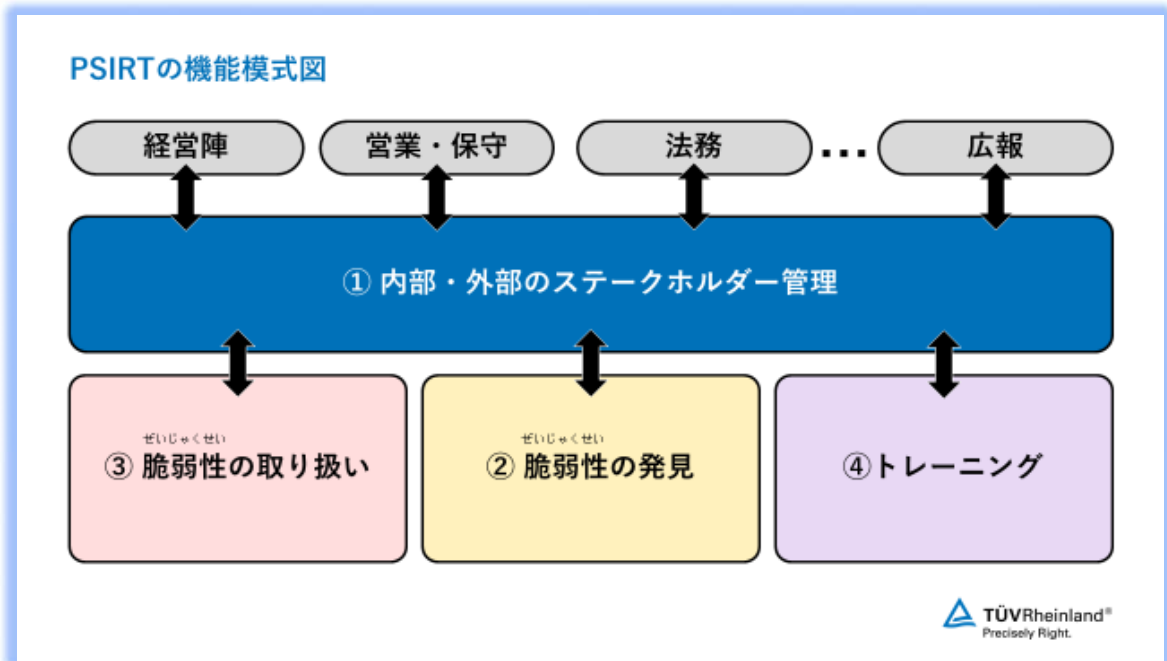 PSIRTの機能模式図
経営陣
営業・保守
法務
...
広報
① 内部・外部のステークホルダー管理
ぜいじゃくせい
③ 脆弱性の取り扱い
ぜいじゃくせい
② 脆弱性の発見
④トレーニング
TÜVRheinland®
Precisely Right.